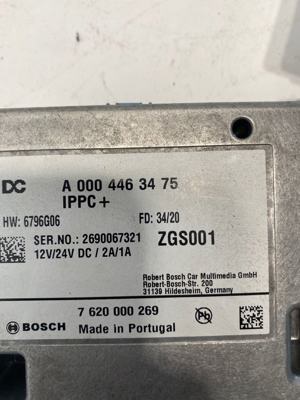 DC A 000 446 34 75
IPPC+
HW: 6796G06 FD: 34/20
SER.NO.: 2690067321 ZGS001
12V/24V DC / 2A/1A
Robert Bosch Car Multimedia GmbH
Robert-Bosch-Str. 200
31139 Hildesheim, Germany
7 620 000 269
BOSCH Made in Portugal
Pb